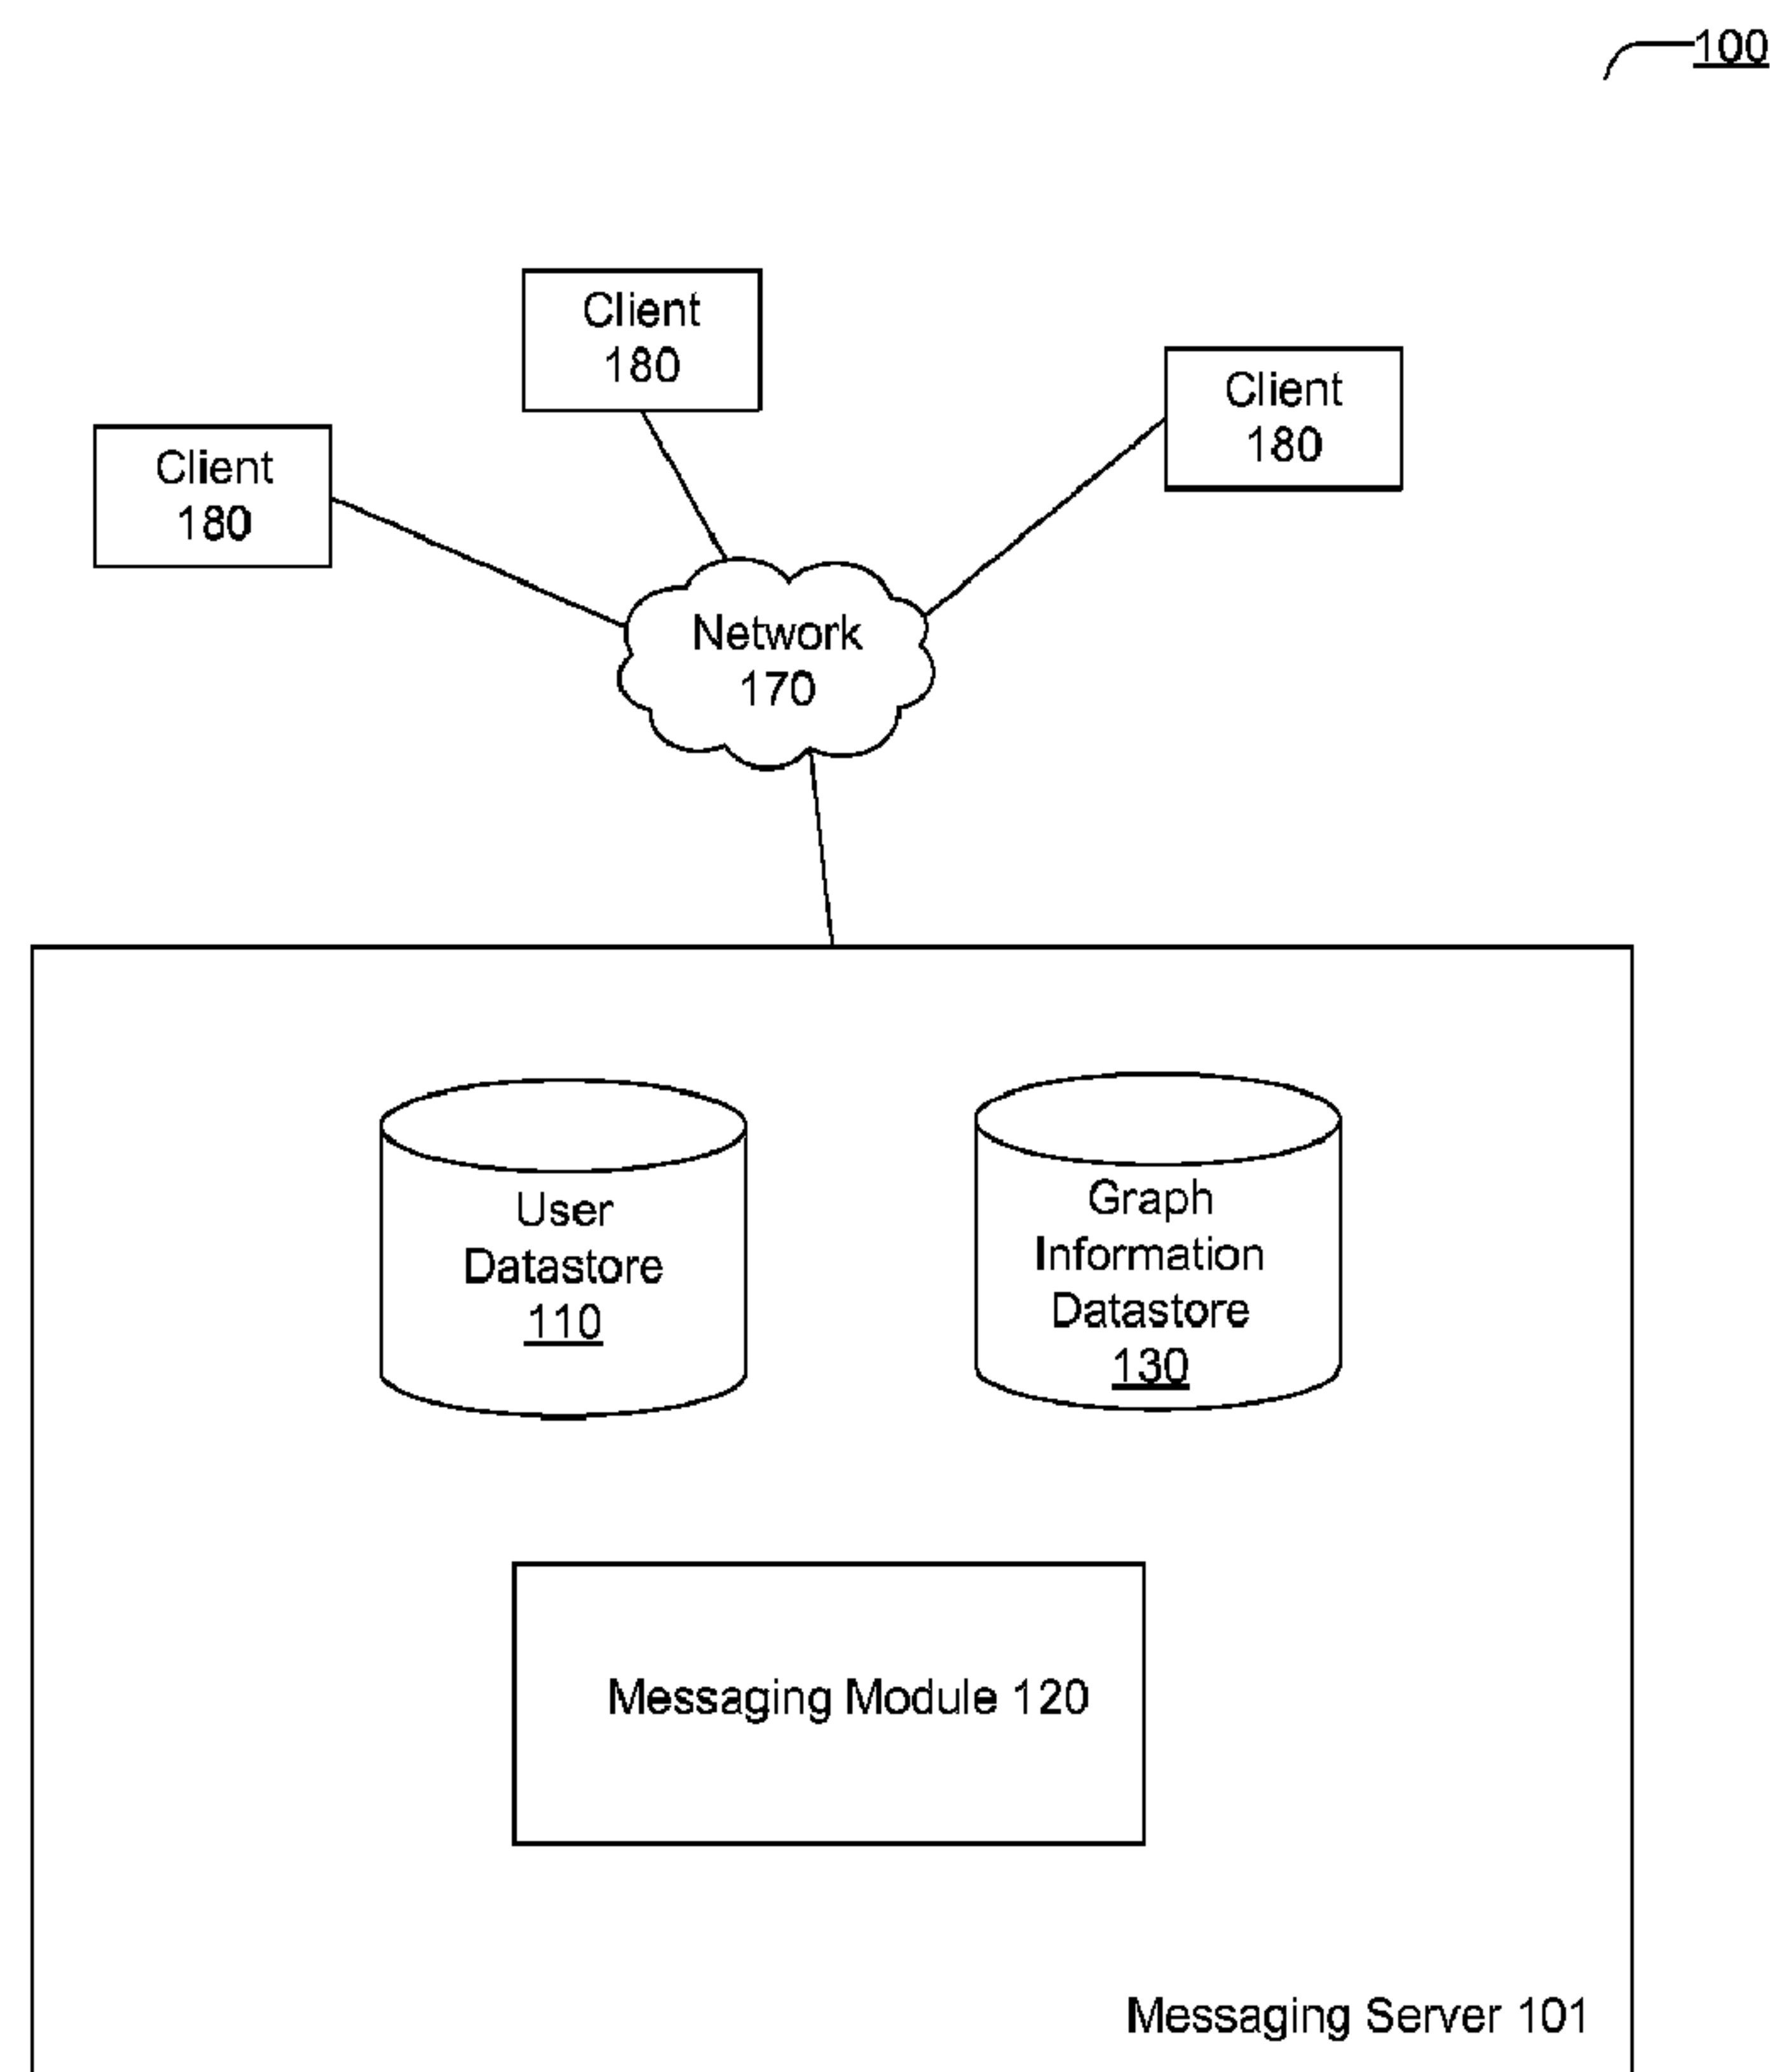 100
Client
180
Client
180
Client
180
Network
170
User
Datastore
110
Graph
Information
Datastore
130
Messaging Module 120
Messaging Server 101